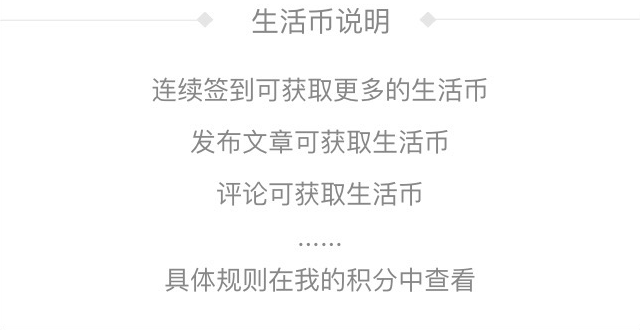 生活币说明
连续签到可获取更多的生活币
发布文章可获取生活币
评论可获取生活币
……
具体规则在我的积分中查看